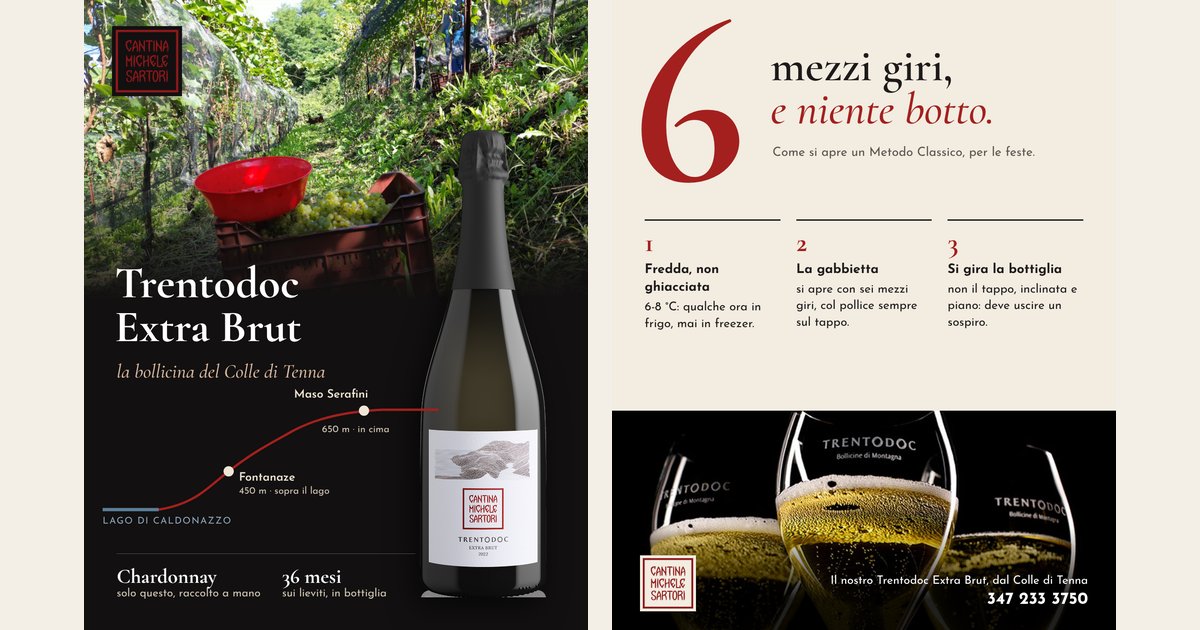 CANTINA
MICHELE
SARTORI
Trentodoc
Extra Brut
la bollicina del Colle di Tenna
Maso Serafini
650 m · in cima
Fontanaze
450 m · sopra il lago
LAGO DI CALDONAZZO
Chardonnay
solo questo, raccolto a mano
36 mesi
sui lieviti, in bottiglia
CANTINA
MICHELE
SARTORI
TRENTODOC
EXTRA BRUT
2022
6
mezzi giri,
e niente botto.
Come si apre un Metodo Classico, per le feste.
1
Fredda, non
ghiacciata
6-8 °C: qualche ora in
frigo, mai in freezer.
2
La gabbietta
si apre con sei mezzi
giri, col pollice sempre
sul tappo.
3
Si gira la bottiglia
non il tappo, inclinata e
piano: deve uscire un
sospiro.
TRENTODOC
Bollicine di Montagna
TRENTODOC
Bollicine di Montagna
TRENTODOC
Bollicine di Montagna
CANTINA
MICHELE
SARTORI
Il nostro Trentodoc Extra Brut, dal Colle di Tenna
347 233 3750